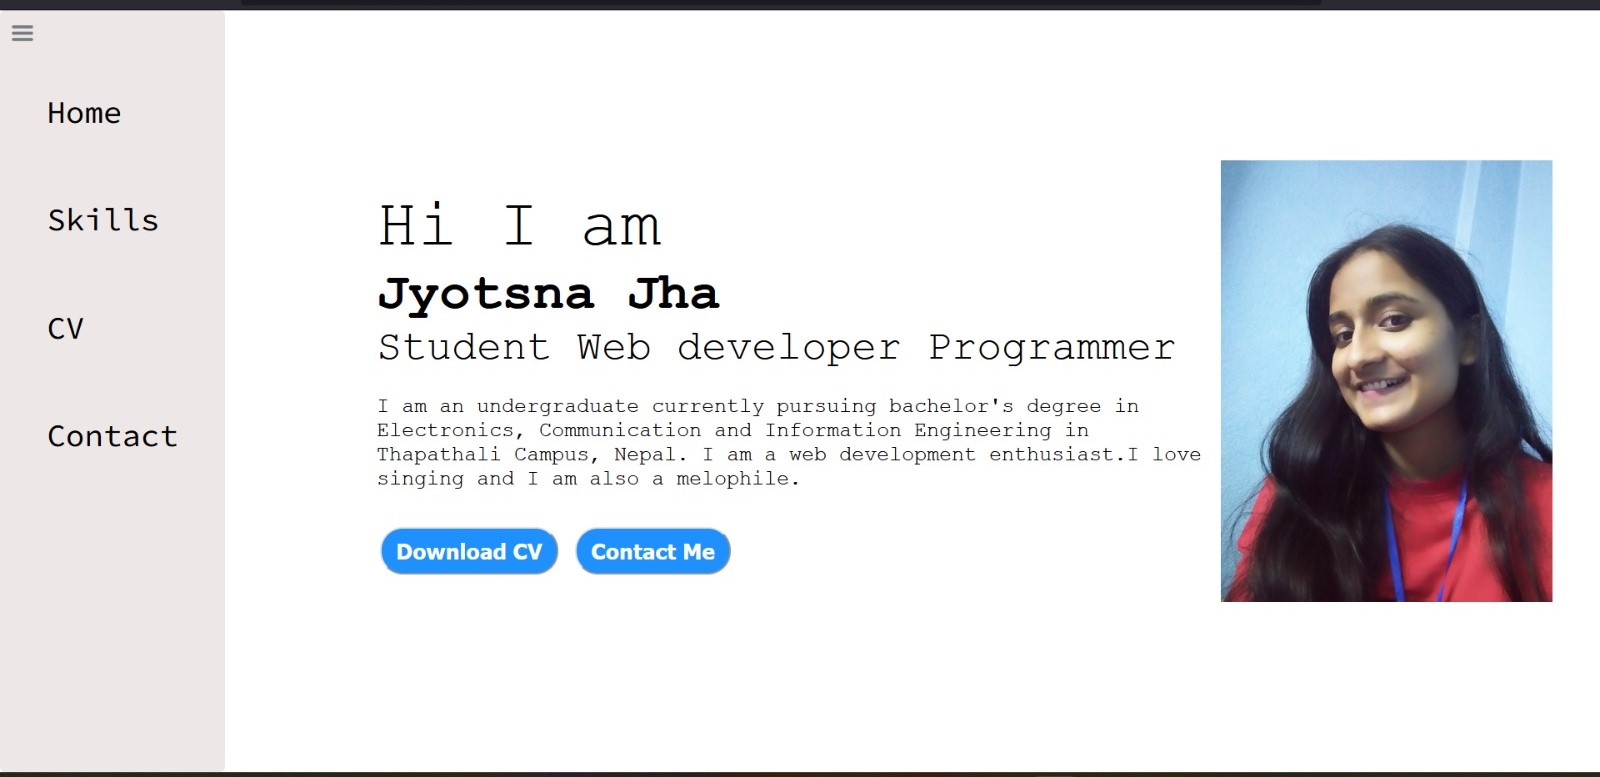 Home
Skills
CV
Contact
Hi I am
Jyotsna Jha
Student Web developer Programmer
I am an undergraduate currently pursuing bachelor's degree in
Electronics, Communication and Information Engineering in
Thapathali Campus, Nepal. I am a web development enthusiast.I love
singing and I am also a melophile.
Download CV
Contact Me